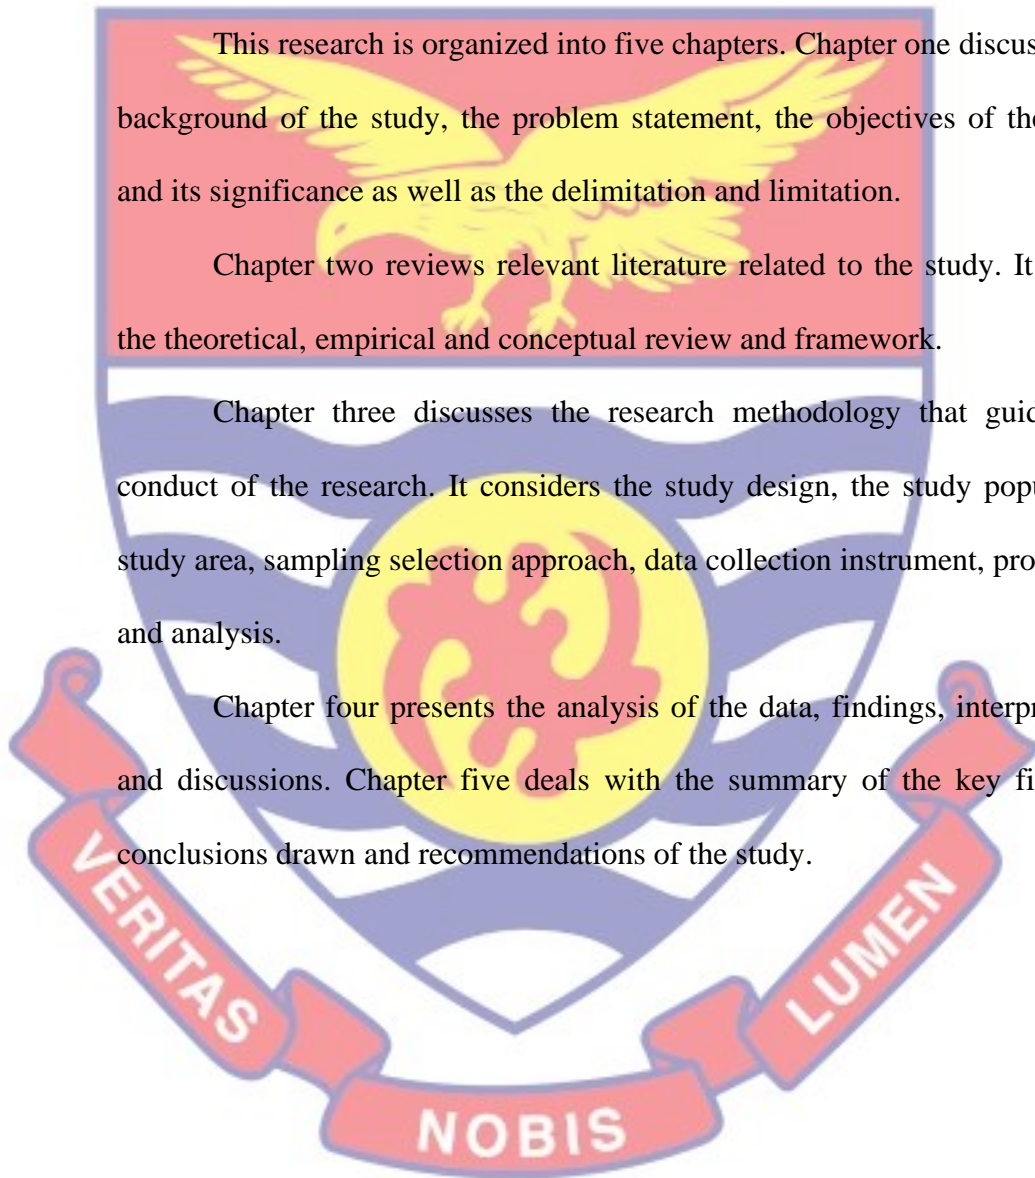 This research is organized into five chapters. Chapter one discus
background of the study, the problem statement, the objectives of the
and its significance as well as the delimitation and limitation.
Chapter two reviews relevant literature related to the study. It
the theoretical, empirical and conceptual review and framework.
Chapter three discusses the research methodology that guid
conduct of the research. It considers the study design, the study popu
study area, sampling selection approach, data collection instrument, pro
and analysis.
Chapter four presents the analysis of the data, findings, interpr
and discussions. Chapter five deals with the summary of the key fi
conclusions drawn and recommendations of the study.
VERITAS
NOBIS
LUMEN